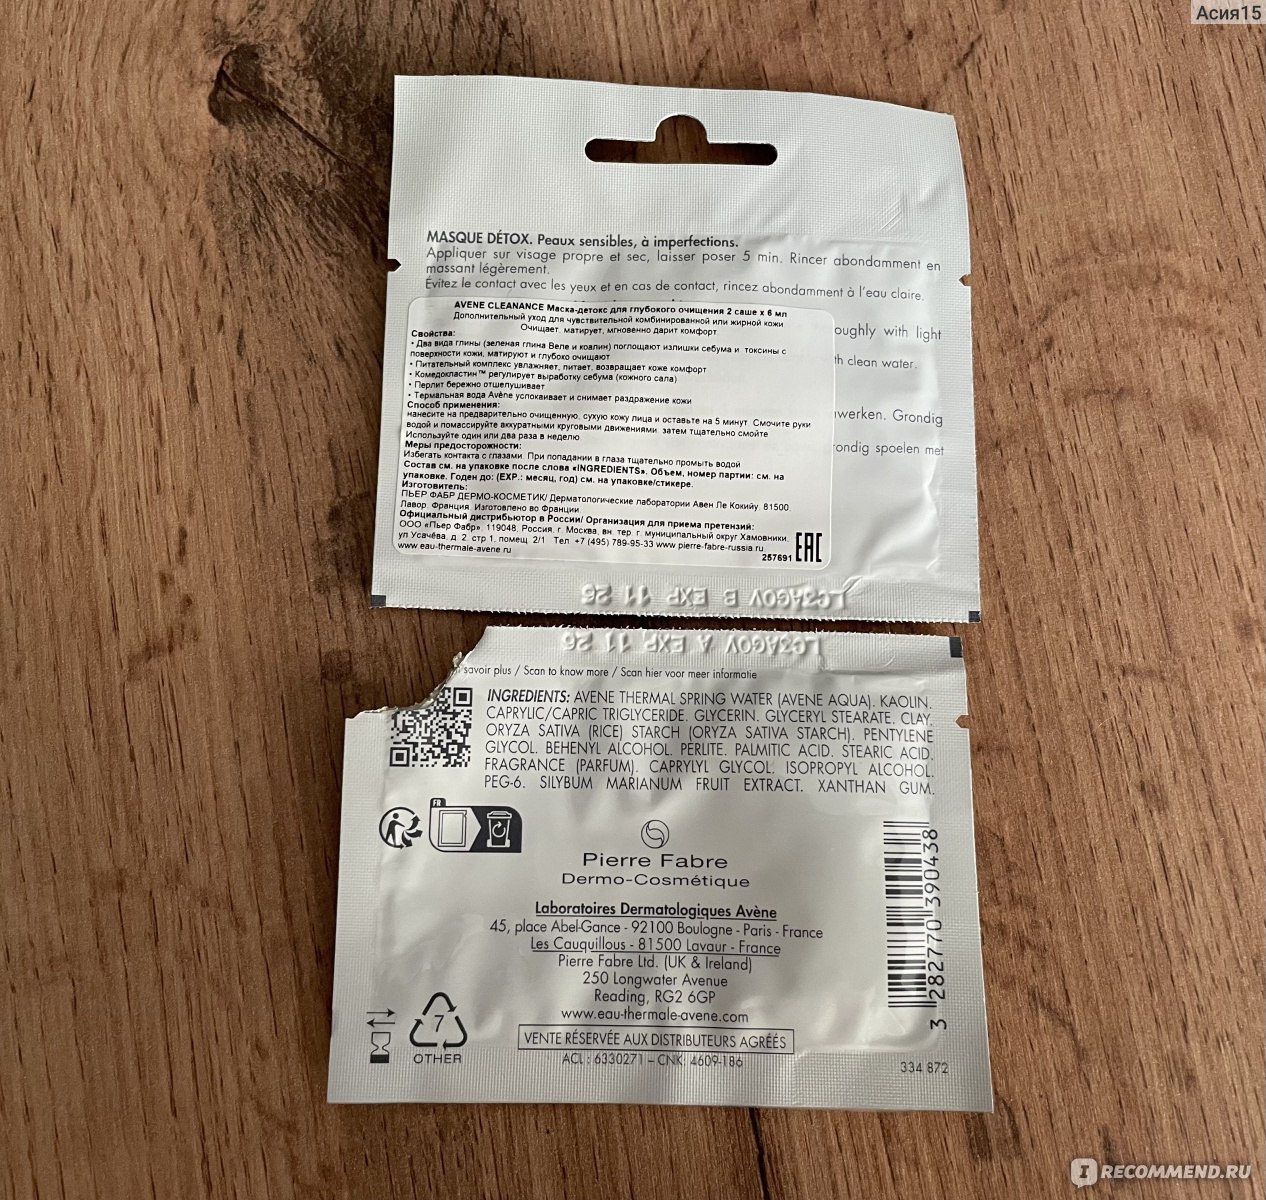 Асия15
MASQUE DÉTOX. Peaux sensibles, à imperfections.
Appliquer sur visage propre et sec, laisser poser 5 min. Rincer abondamment en
massant légèrement.
Évitez le contact avec les yeux et en cas de contact, rincez abondamment à l'eau claire.
with light
clean water.
Grondig
spoelen met
AVENE CLEANANCE Маска-детокс для глубокого очищения 2 саше х 6 мл
Дополнительный уход для чувствительной комбинированной или жирной кожи
Очищает, матирует, мгновенно дарит комфорт
Свойства:
• Два вида глины (зеленая глина Веле и коалин) поглощают излишки себума и токсины с
поверхности кожи, матируют и глубоко очищают
• Питательный комплекс увлажняет, питает, возвращает коже комфорт
• Комедокластин™ регулирует выработку себума (кожного сала)
• Перлит бережно отшелушивает
• Термальная вода Avène успокаивает и снимает раздражение кожи
Способ применения:
нанесите на предварительно очищенную, сухую кожу лица и оставьте на 5 минут. Смочите руки
водой и помассируйте аккуратными круговыми движениями, затем тщательно смойте
Используйте один или два раза в неделю
Меры предосторожности:
Избегать контакта с глазами. При попадании в глаза тщательно промыть водой
Состав см. на упаковке после слова «INGREDIENTS». Объем, номер партии: см. на
упаковке. Годен до: (EXP.: месяц, год) см. на упаковке/стикере.
Изготовитель:
ПЬЕР ФАБР ДЕРМО-КОСМЕТИК/ Дерматологические лаборатории Авен Ле Кокийу, 81500,
Лавор, Франция. Изготовлено во Франции.
Официальный дистрибьютор в России/ Организация для приема претензий:
ООО «Пьер Фабр», 119048, Россия, г. Москва, вн. тер. г. муниципальный округ Хамовники,
ул Усачёва, д. 2, стр 1, помещ. 2/1 Тел. +7 (495) 789-95-33 www.pierre-fabre-russia.ru
www.eau-thermale-avene.ru
257691
EAC
EXP 11 26
EXP 11 26
savoir plus / Scan to know more / Scan hier voor meer informatie
INGREDIENTS: AVENE THERMAL SPRING WATER (AVENE AQUA). KAOLIN.
CAPRYLIC/CAPRIC TRIGLYCERIDE. GLYCERIN. GLYCERYL STEARATE. CLAY.
ORYZA SATIVA (RICE) STARCH (ORYZA SATIVA STARCH). PENTYLENE
GLYCOL. BEHENYL ALCOHOL. PERLITE. PALMITIC ACID. STEARIC ACID.
FRAGRANCE (PARFUM). CAPRYLYL GLYCOL. ISOPROPYL ALCOHOL.
PEG-6. SILYBUM MARIANUM FRUIT EXTRACT. XANTHAN GUM.
FR
Pierre Fabre
Dermo-Cosmétique
Laboratoires Dermatologiques Avène
45, place Abel-Gance - 92100 Boulogne - Paris - France
Les Cauquillous - 81500 Lavaur - France
Pierre Fabre Ltd. (UK & Ireland)
250 Longwater Avenue
Reading, RG2 6GP
www.eau-thermale-avene.com
VENTE RÉSERVÉE AUX DISTRIBUTEURS AGRÉÉS
ACL : 6330271 – CNK: 4609-186
7
OTHER
3 282770 390438
334 872
IRECOMMEND.RU